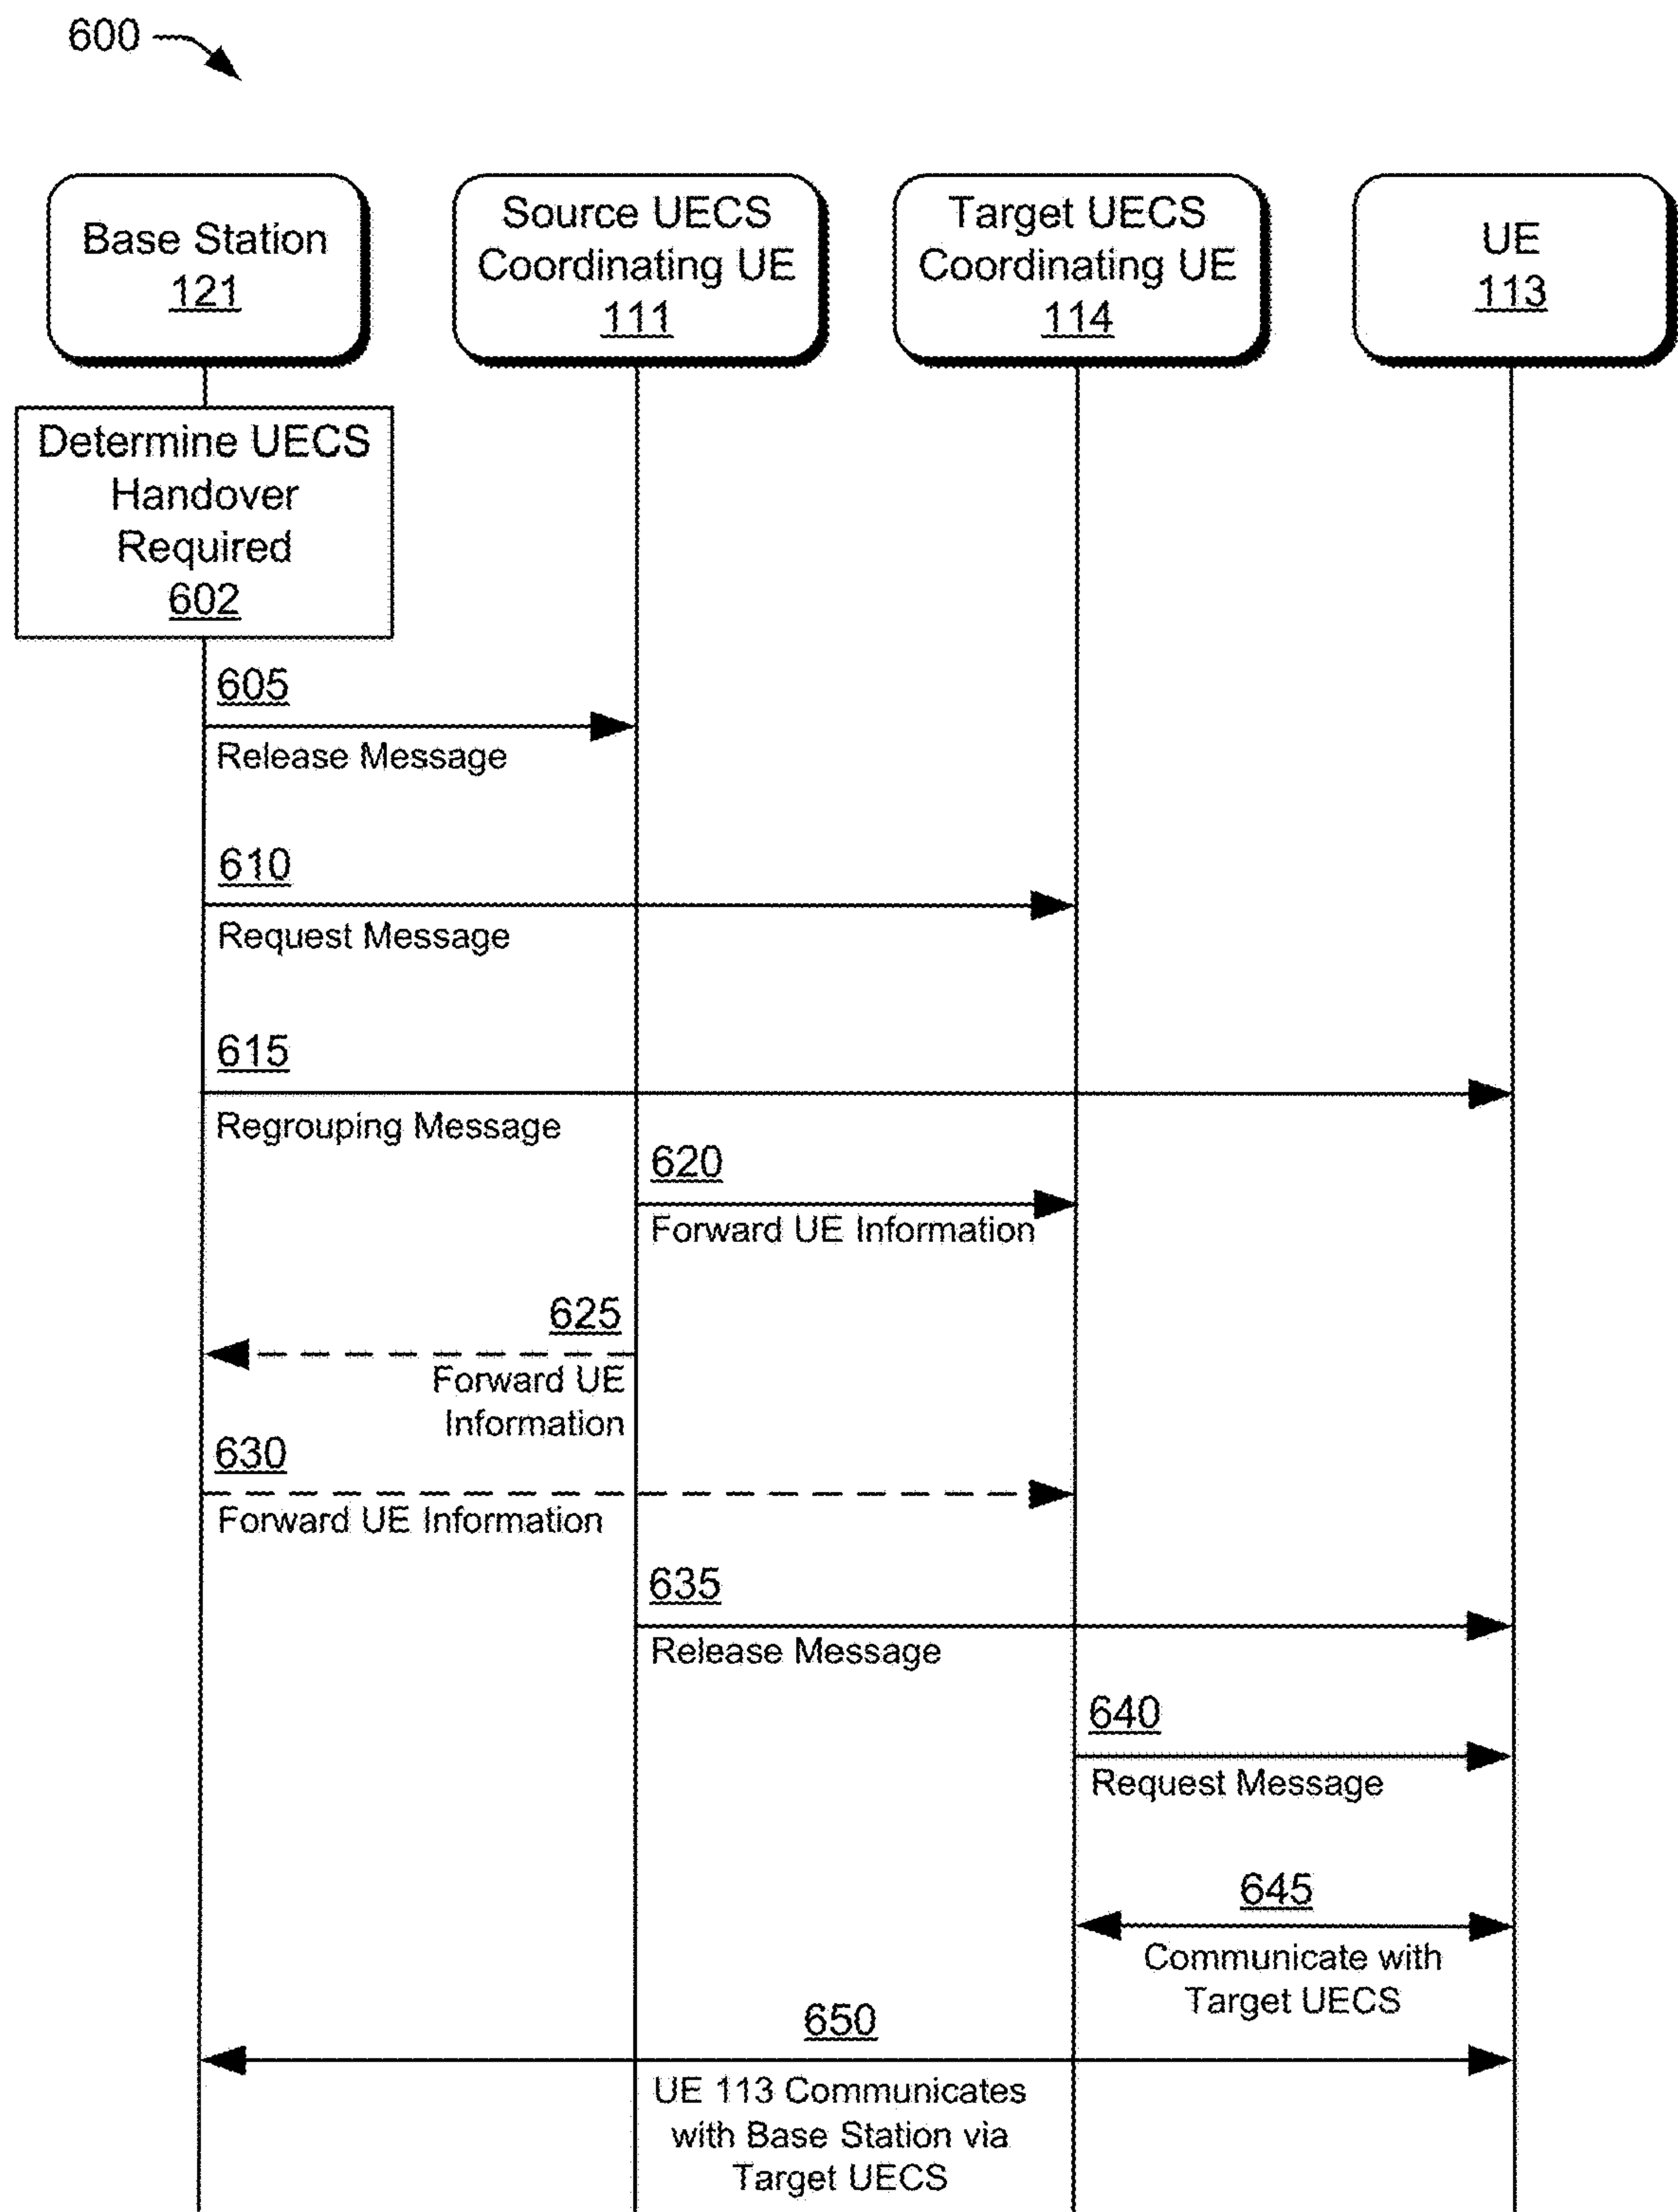 600
Base Station
121
Source UECS
Coordinating UE
111
Target UECS
Coordinating UE
114
UE
113
Determine UECS
Handover
Required
602
605
Release Message
610
Request Message
615
Regrouping Message
620
Forward UE Information
625
Forward UE
Information
630
Forward UE Information
635
Release Message
640
Request Message
645
Communicate with
Target UECS
650
UE 113 Communicates
with Base Station via
Target UECS